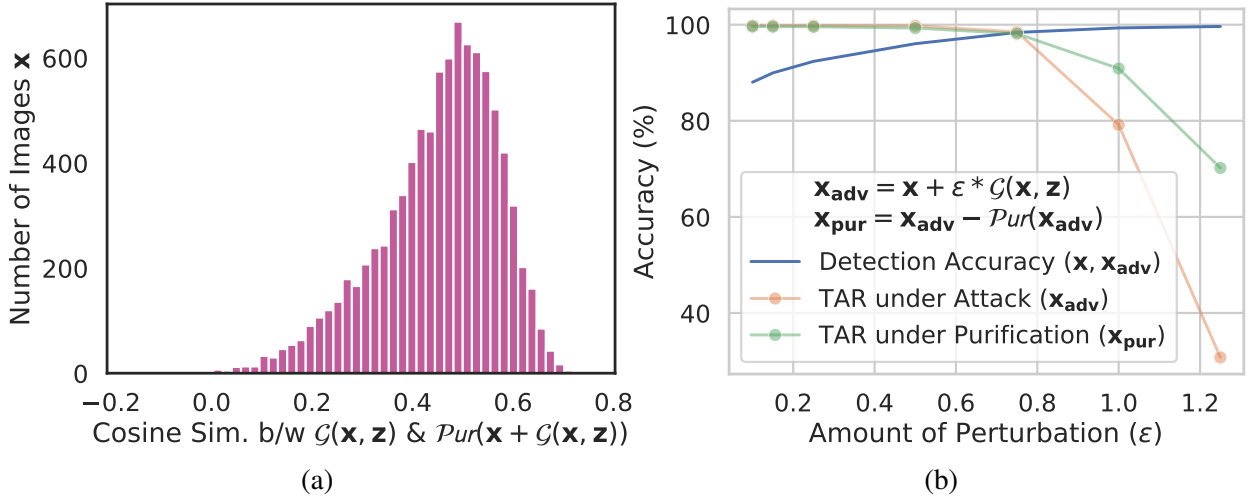 Number of Images x
600
400
200
0
−0.2 0.0 0.2 0.4 0.6 0.8
Cosine Sim. b/w 𝒢(x, z) & 𝒫ur(x + 𝒢(x, z))
(a)
Accuracy (%)
100
80
60
40
x_adv = x + ε * 𝒢(x, z)
x_pur = x_adv − 𝒫ur(x_adv)
Detection Accuracy (x, x_adv)
TAR under Attack (x_adv)
TAR under Purification (x_pur)
0.2 0.4 0.6 0.8 1.0 1.2
Amount of Perturbation (ε)
(b)